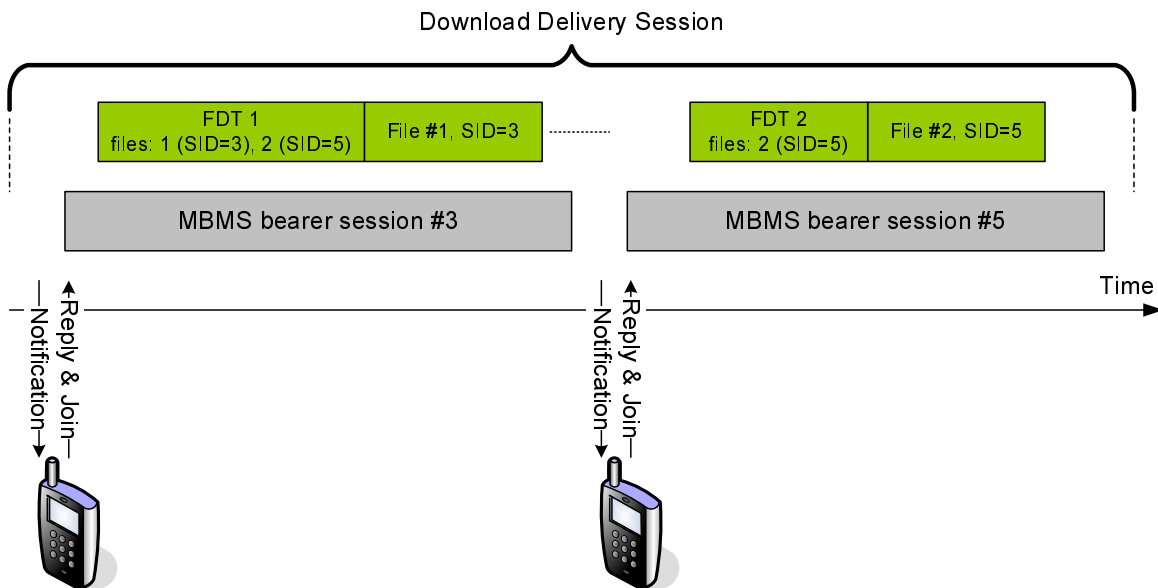 Download Delivery Session
FDT 1
files: 1 (SID=3), 2 (SID=5)
File #1, SID=3
FDT 2
files: 2 (SID=5)
File #2, SID=5
MBMS bearer session #3
MBMS bearer session #5
Time
Notification
Reply & Join
Notification
Reply & Join